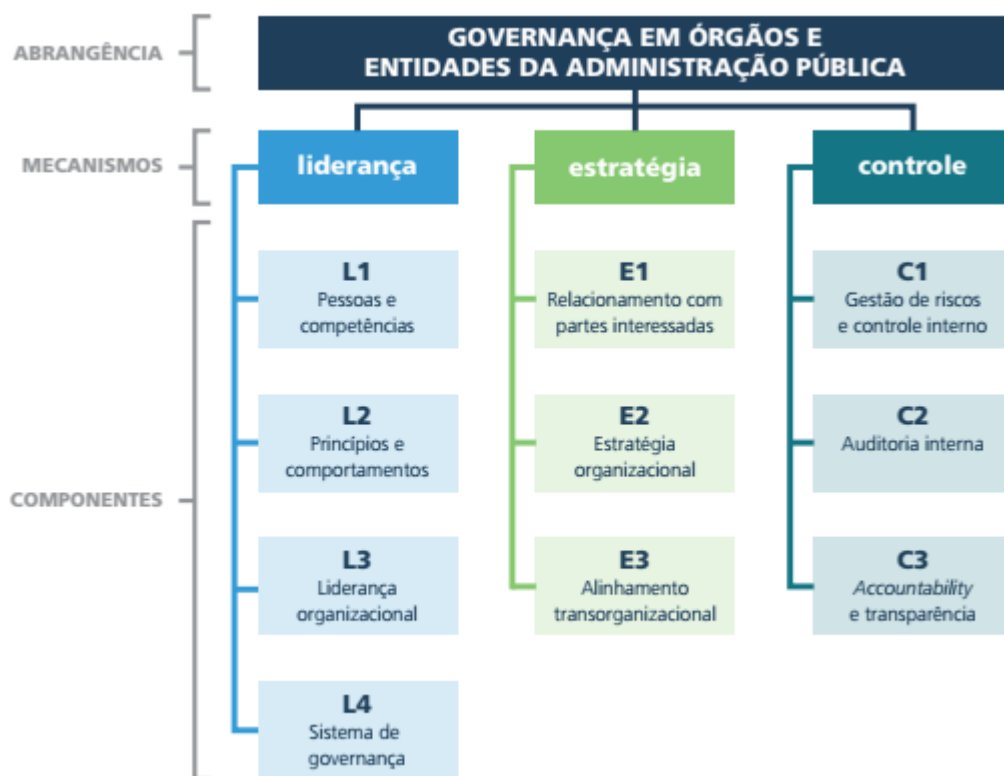 ABRANGÊNCIA
GOVERNANÇA EM ÓRGÃOS E
ENTIDADES DA ADMINISTRAÇÃO PÚBLICA
MECANISMOS
liderança
estratégia
controle
COMPONENTES
L1
Pessoas e
competências
E1
Relacionamento com
partes interessadas
C1
Gestão de riscos
e controle interno
L2
Princípios e
comportamentos
E2
Estratégia
organizacional
C2
Auditoria interna
L3
Liderança
organizacional
E3
Alinhamento
transorganizacional
C3
Accountability
e transparência
L4
Sistema de
governança